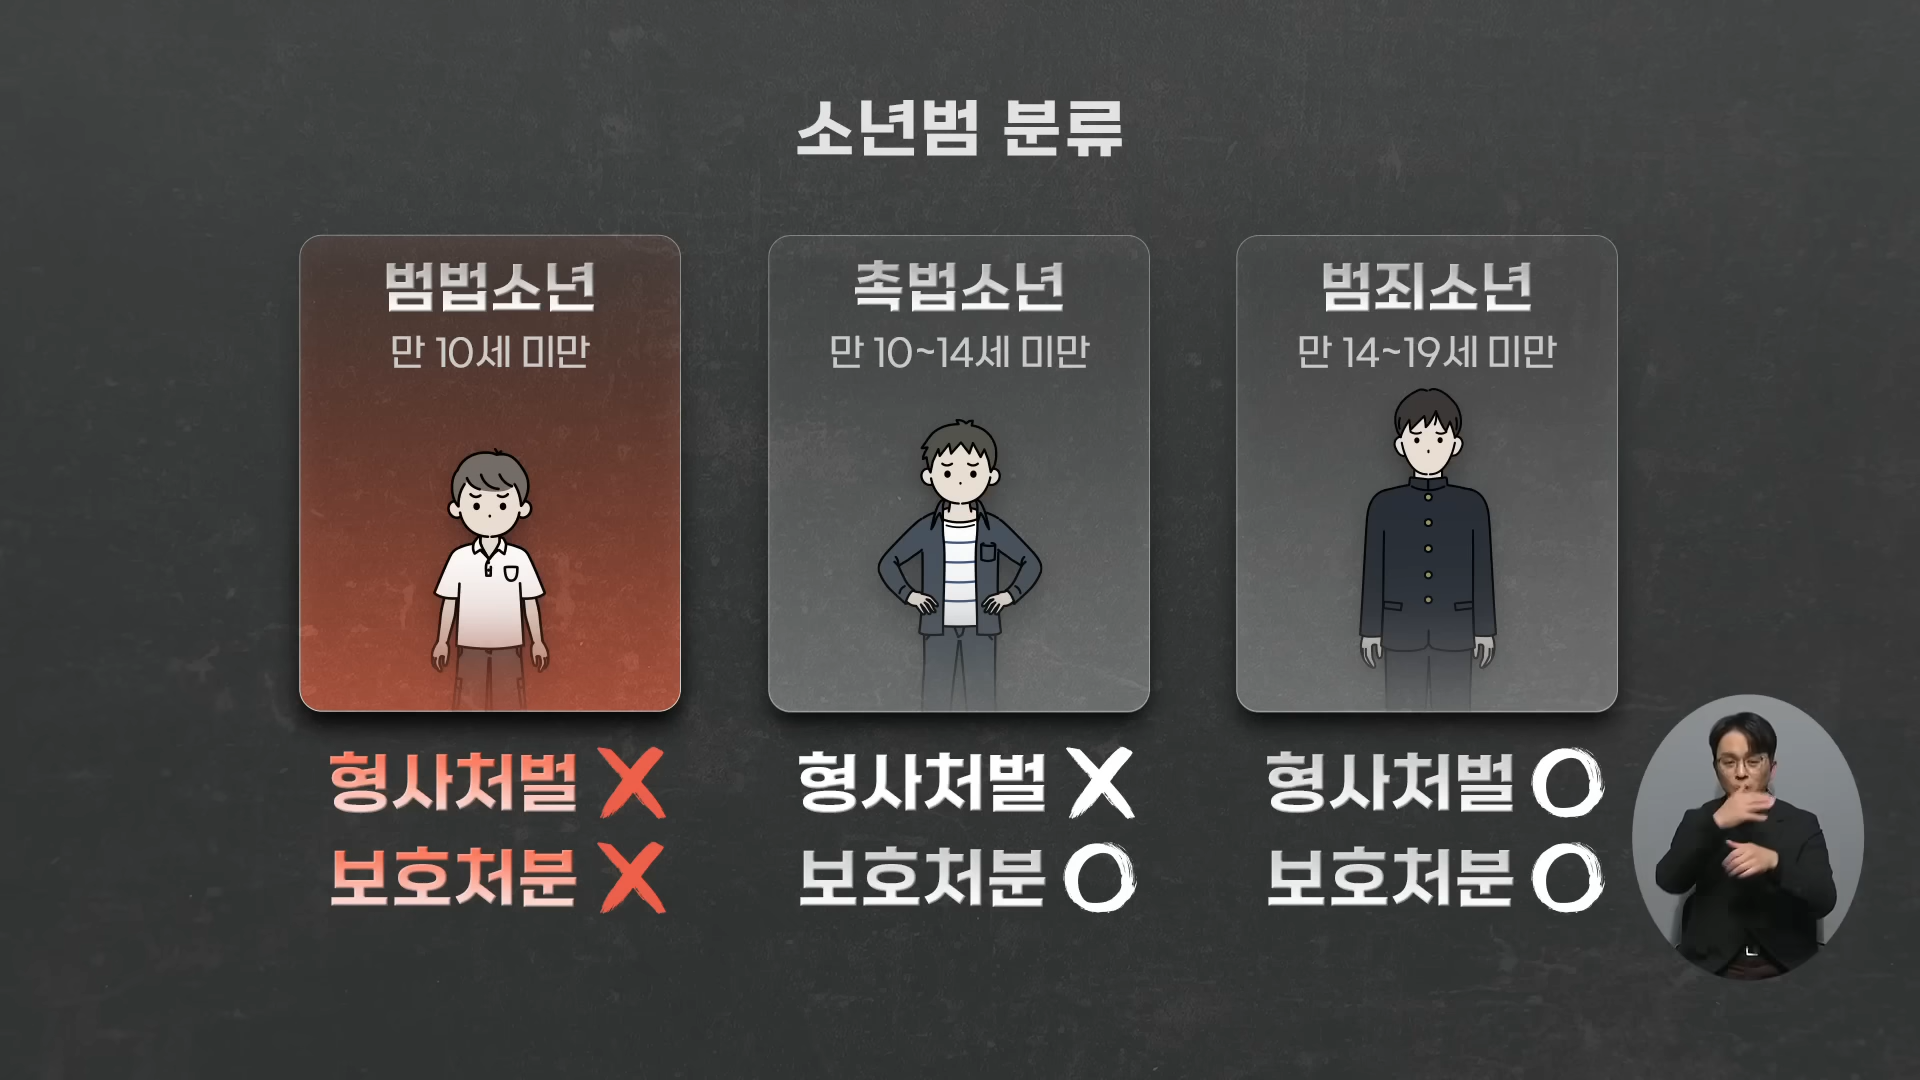 소년범 분류
범법소년
만 10세 미만
형사처벌 X
보호처분 X
촉법소년
만 10~14세 미만
형사처벌 X
보호처분 O
범죄소년
만 14~19세 미만
형사처벌 O
보호처분 O